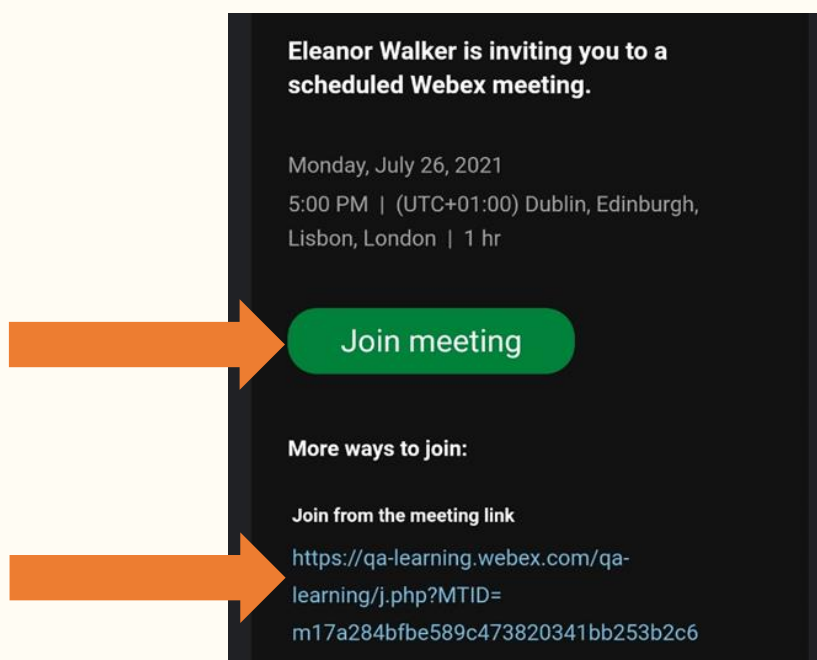 Eleanor Walker is inviting you to a
scheduled Webex meeting.
Monday, July 26, 2021
5:00 PM | (UTC+01:00) Dublin, Edinburgh,
Lisbon, London | 1 hr
Join meeting
More ways to join:
Join from the meeting link
https://qa-learning.webex.com/qa-
learning/j.php?MTID=
m17a284bfbe589c473820341bb253b2c6